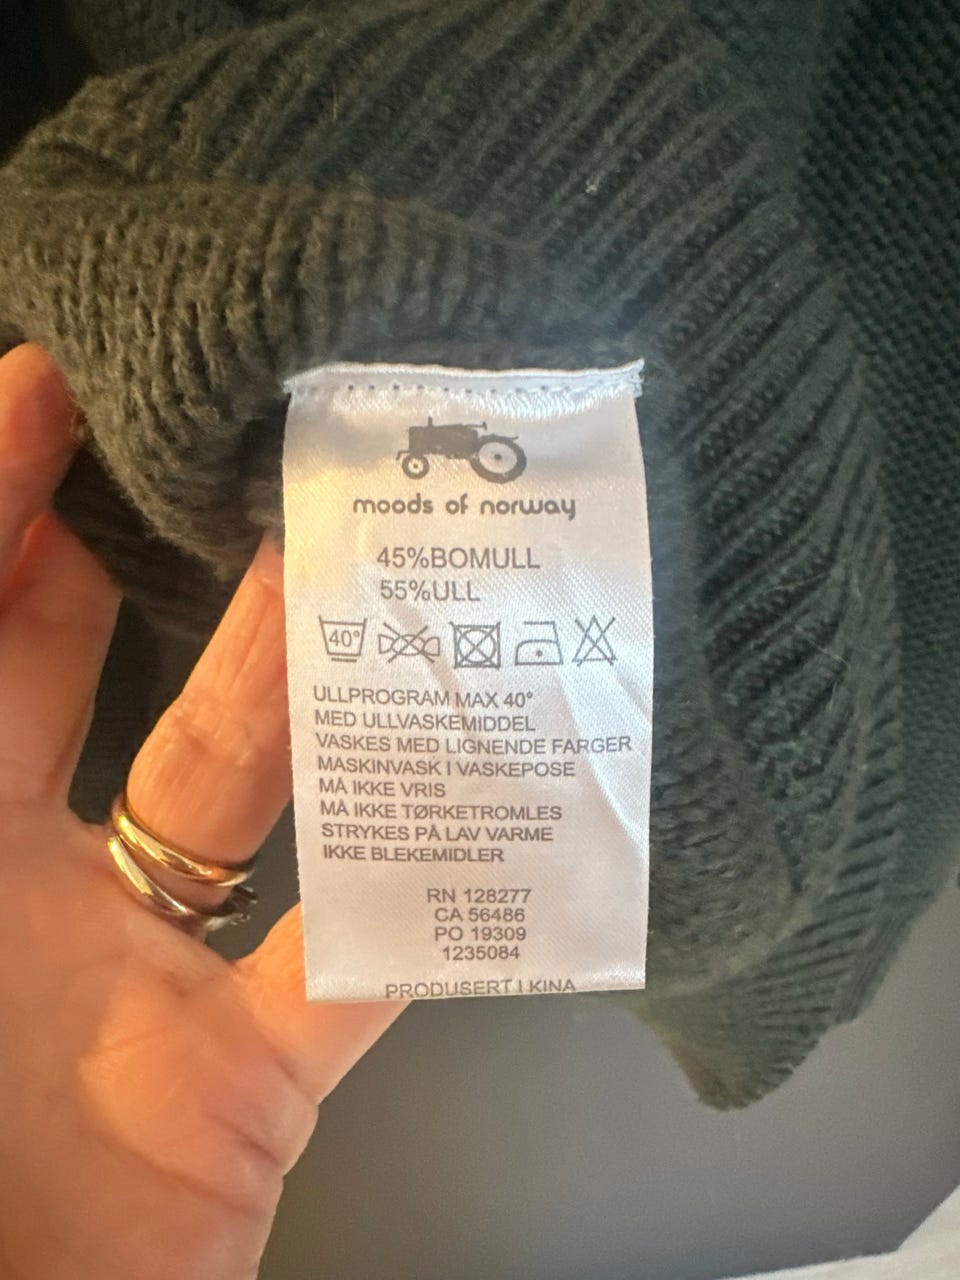 moods of norway
45%BOMULL
55%ULL
40°
ULLPROGRAM MAX 40°
MED ULLVASKEMIDDEL
VASKES MED LIGNENDE FARGER
MASKINVASK I VASKEPOSE
MÅ IKKE VRIS
MÅ IKKE TØRKETROMLES
STRYKES PÅ LAV VARME
IKKE BLEKEMIDLER
RN 128277
CA 56486
PO 19309
1235084
PRODUSERT I KINA